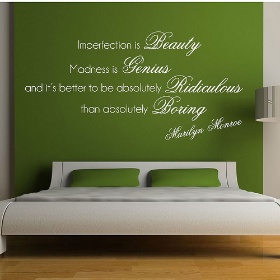 Imperfection is Beauty
Madness is Genius
and it's better to be absolutely Ridiculous
than absolutely Boring
Marilyn Monroe